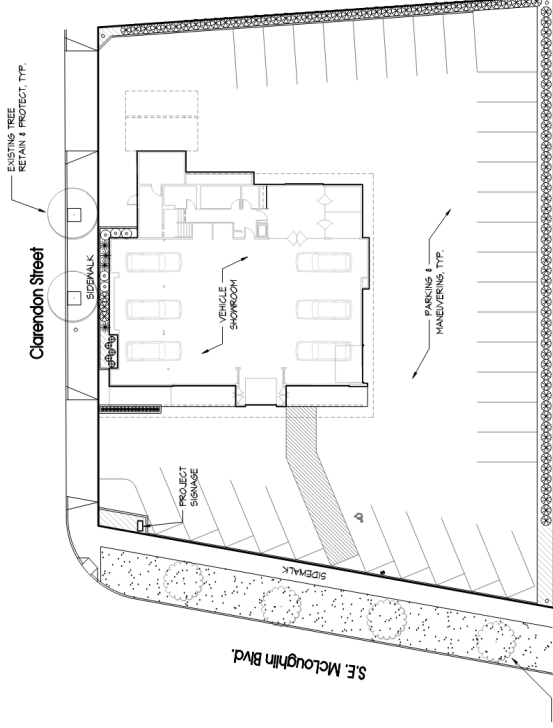 EXISTING TREE
RETAIN & PROTECT, TYP.
Clarendon Street
SIDEWALK
VEHICLE
SHOWROOM
PARKING &
MANEUVERING, TYP.
PROJECT
SIGNAGE
SIDEWALK
S.E. McLoughlin Blvd.